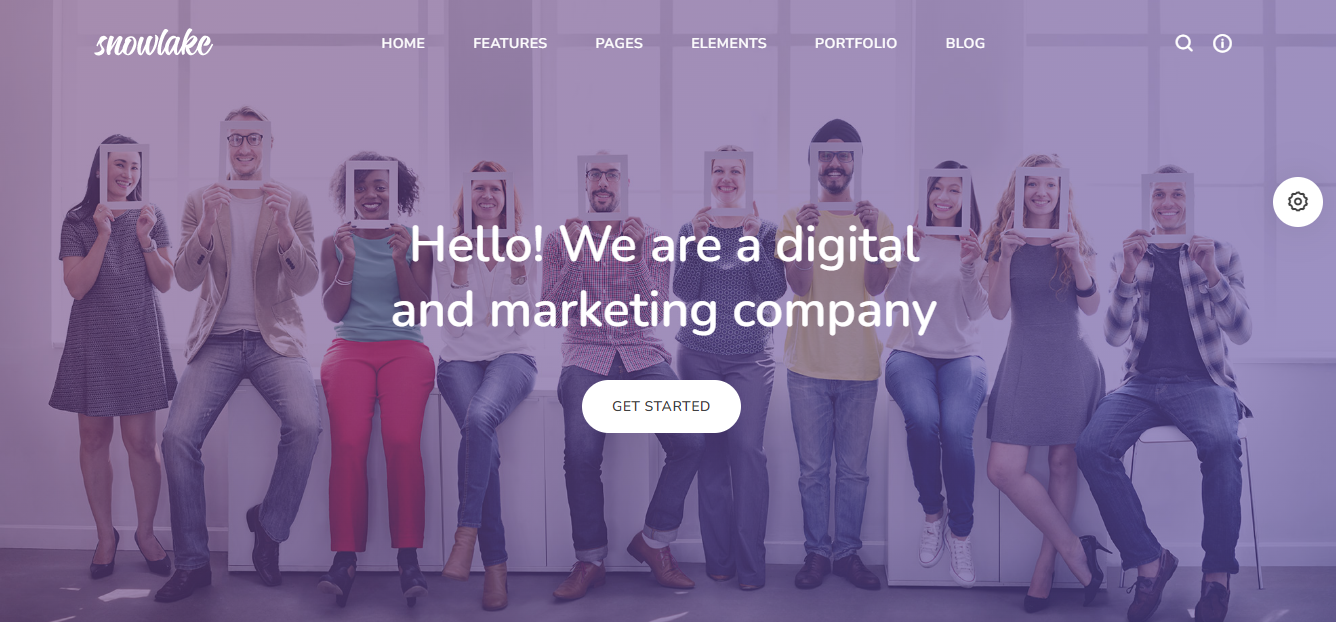 snowlake
HOME FEATURES PAGES ELEMENTS PORTFOLIO BLOG
Hello! We are a digital
and marketing company
GET STARTED